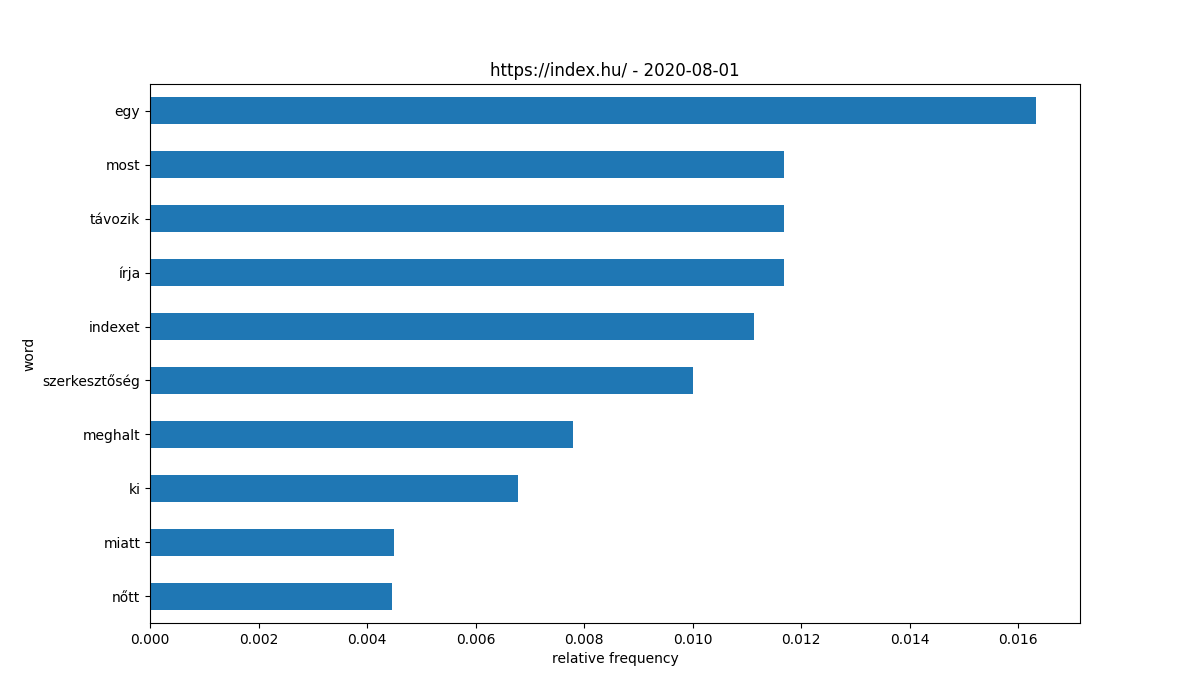 https://index.hu/ - 2020-08-01
egy
most
távozik
írja
indexet
szerkesztőség
meghalt
ki
miatt
nőtt
word
0.000 0.002 0.004 0.006 0.008 0.010 0.012 0.014 0.016
relative frequency